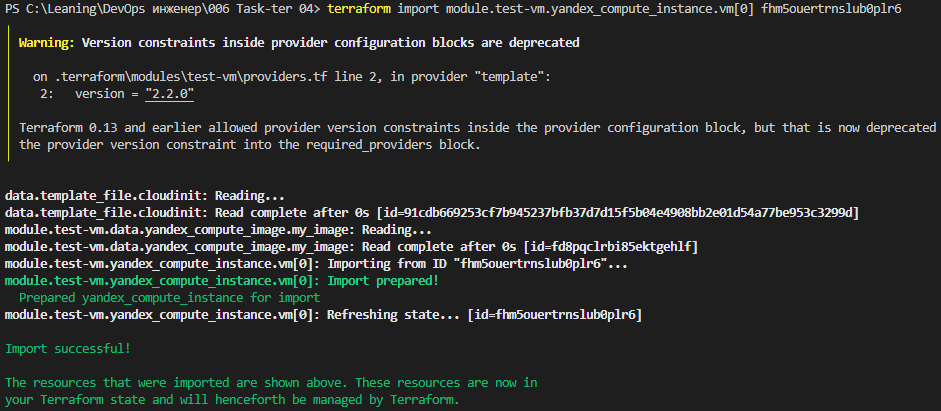 PS C:\Leaning\DevOps инженер\006 Task-ter 04> terraform import module.test-vm.yandex_compute_instance.vm[0] fhm5ouertrnslub0plr6
Warning: Version constraints inside provider configuration blocks are deprecated
on .terraform\modules\test-vm\providers.tf line 2, in provider "template":
2: version = "2.2.0"
Terraform 0.13 and earlier allowed provider version constraints inside the provider configuration block, but that is now deprecated
the provider version constraint into the required_providers block.
data.template_file.cloudinit: Reading...
data.template_file.cloudinit: Read complete after 0s [id=91cdb669253cf7b945237bfb37d7d15f5b04e4908bb2e01d54a77be953c3299d]
module.test-vm.data.yandex_compute_image.my_image: Reading...
module.test-vm.data.yandex_compute_image.my_image: Read complete after 0s [id=fd8pqclrbi85ektgehlf]
module.test-vm.yandex_compute_instance.vm[0]: Importing from ID "fhm5ouertrnslub0plr6"...
module.test-vm.yandex_compute_instance.vm[0]: Import prepared!
Prepared yandex_compute_instance for import
module.test-vm.yandex_compute_instance.vm[0]: Refreshing state... [id=fhm5ouertrnslub0plr6]
Import successful!
The resources that were imported are shown above. These resources are now in
your Terraform state and will henceforth be managed by Terraform.